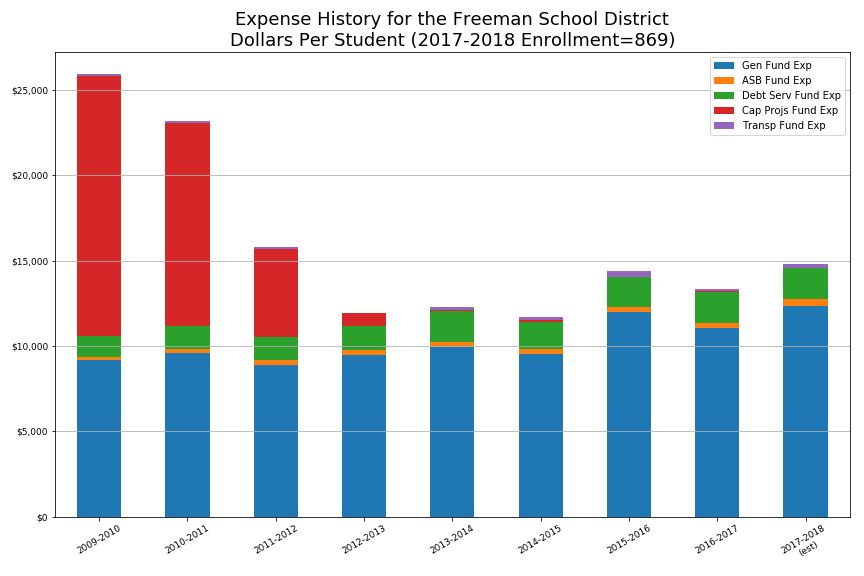 Expense History for the Freeman School District
Dollars Per Student (2017-2018 Enrollment=869)
Gen Fund Exp
ASB Fund Exp
Debt Serv Fund Exp
Cap Projs Fund Exp
Transp Fund Exp
$25,000
$20,000
$15,000
$10,000
$5,000
$0
2009-2010
2010-2011
2011-2012
2012-2013
2013-2014
2014-2015
2015-2016
2016-2017
2017-2018
(est)